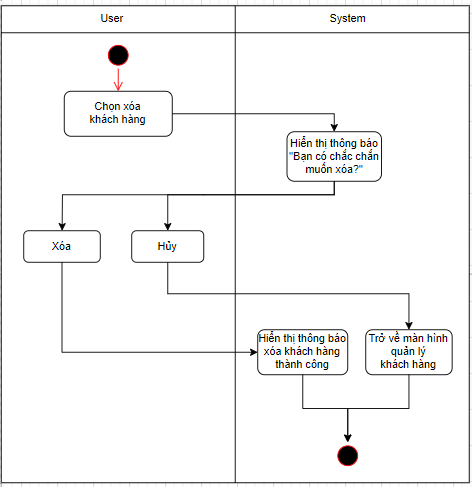 User
System
Chọn xóa
khách hàng
Hiển thị thông báo
"Bạn có chắc chắn
muốn xóa?"
Xóa
Hủy
Hiển thị thông báo
xóa khách hàng
thành công
Trở về màn hình
quản lý
khách hàng